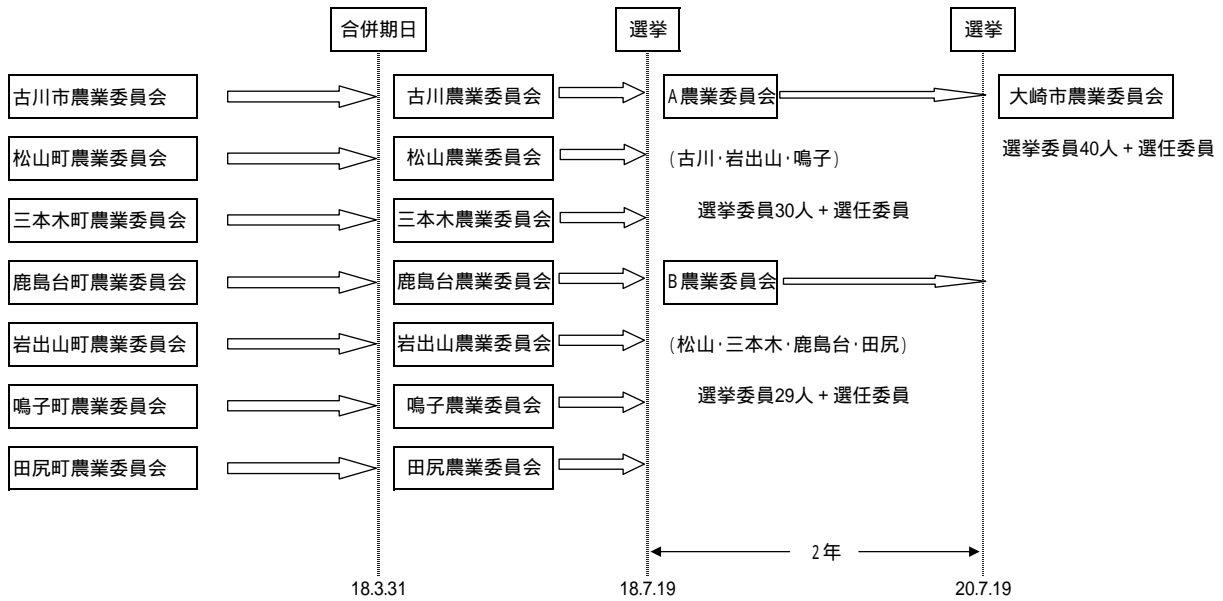 合併期日 選挙 選挙
古川市農業委員会 古川農業委員会 A農業委員会 大崎市農業委員会
松山町農業委員会 松山農業委員会 (古川·岩出山·鳴子) 選挙委員40人+選任委員
三本木町農業委員会 三本木農業委員会 選挙委員30人+選任委員
鹿島台町農業委員会 鹿島台農業委員会 B農業委員会
岩出山町農業委員会 岩出山農業委員会 (松山·三本木·鹿島台·田尻)
鳴子町農業委員会 鳴子農業委員会 選挙委員29人+選任委員
田尻町農業委員会 田尻農業委員会
2年
18.3.31 18.7.19 20.7.19